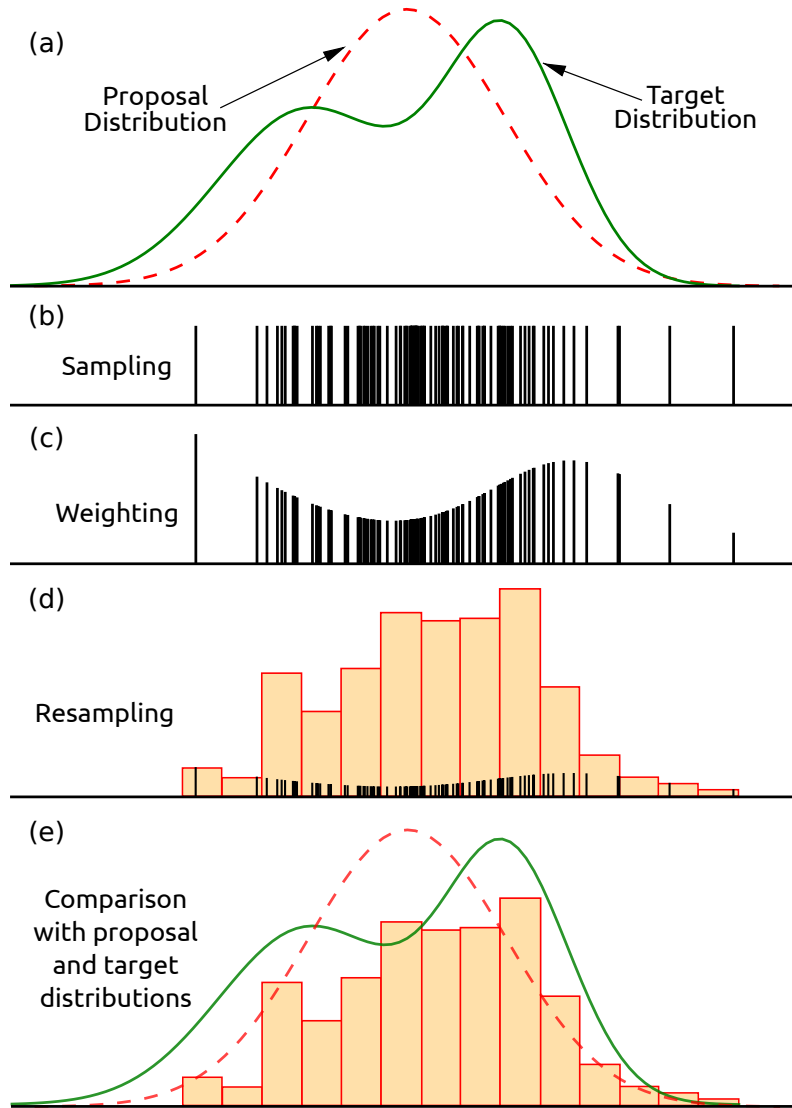 (a)
Proposal
Distribution
Target
Distribution
(b)
Sampling
(c)
Weighting
(d)
Resampling
(e)
Comparison
with proposal
and target
distributions